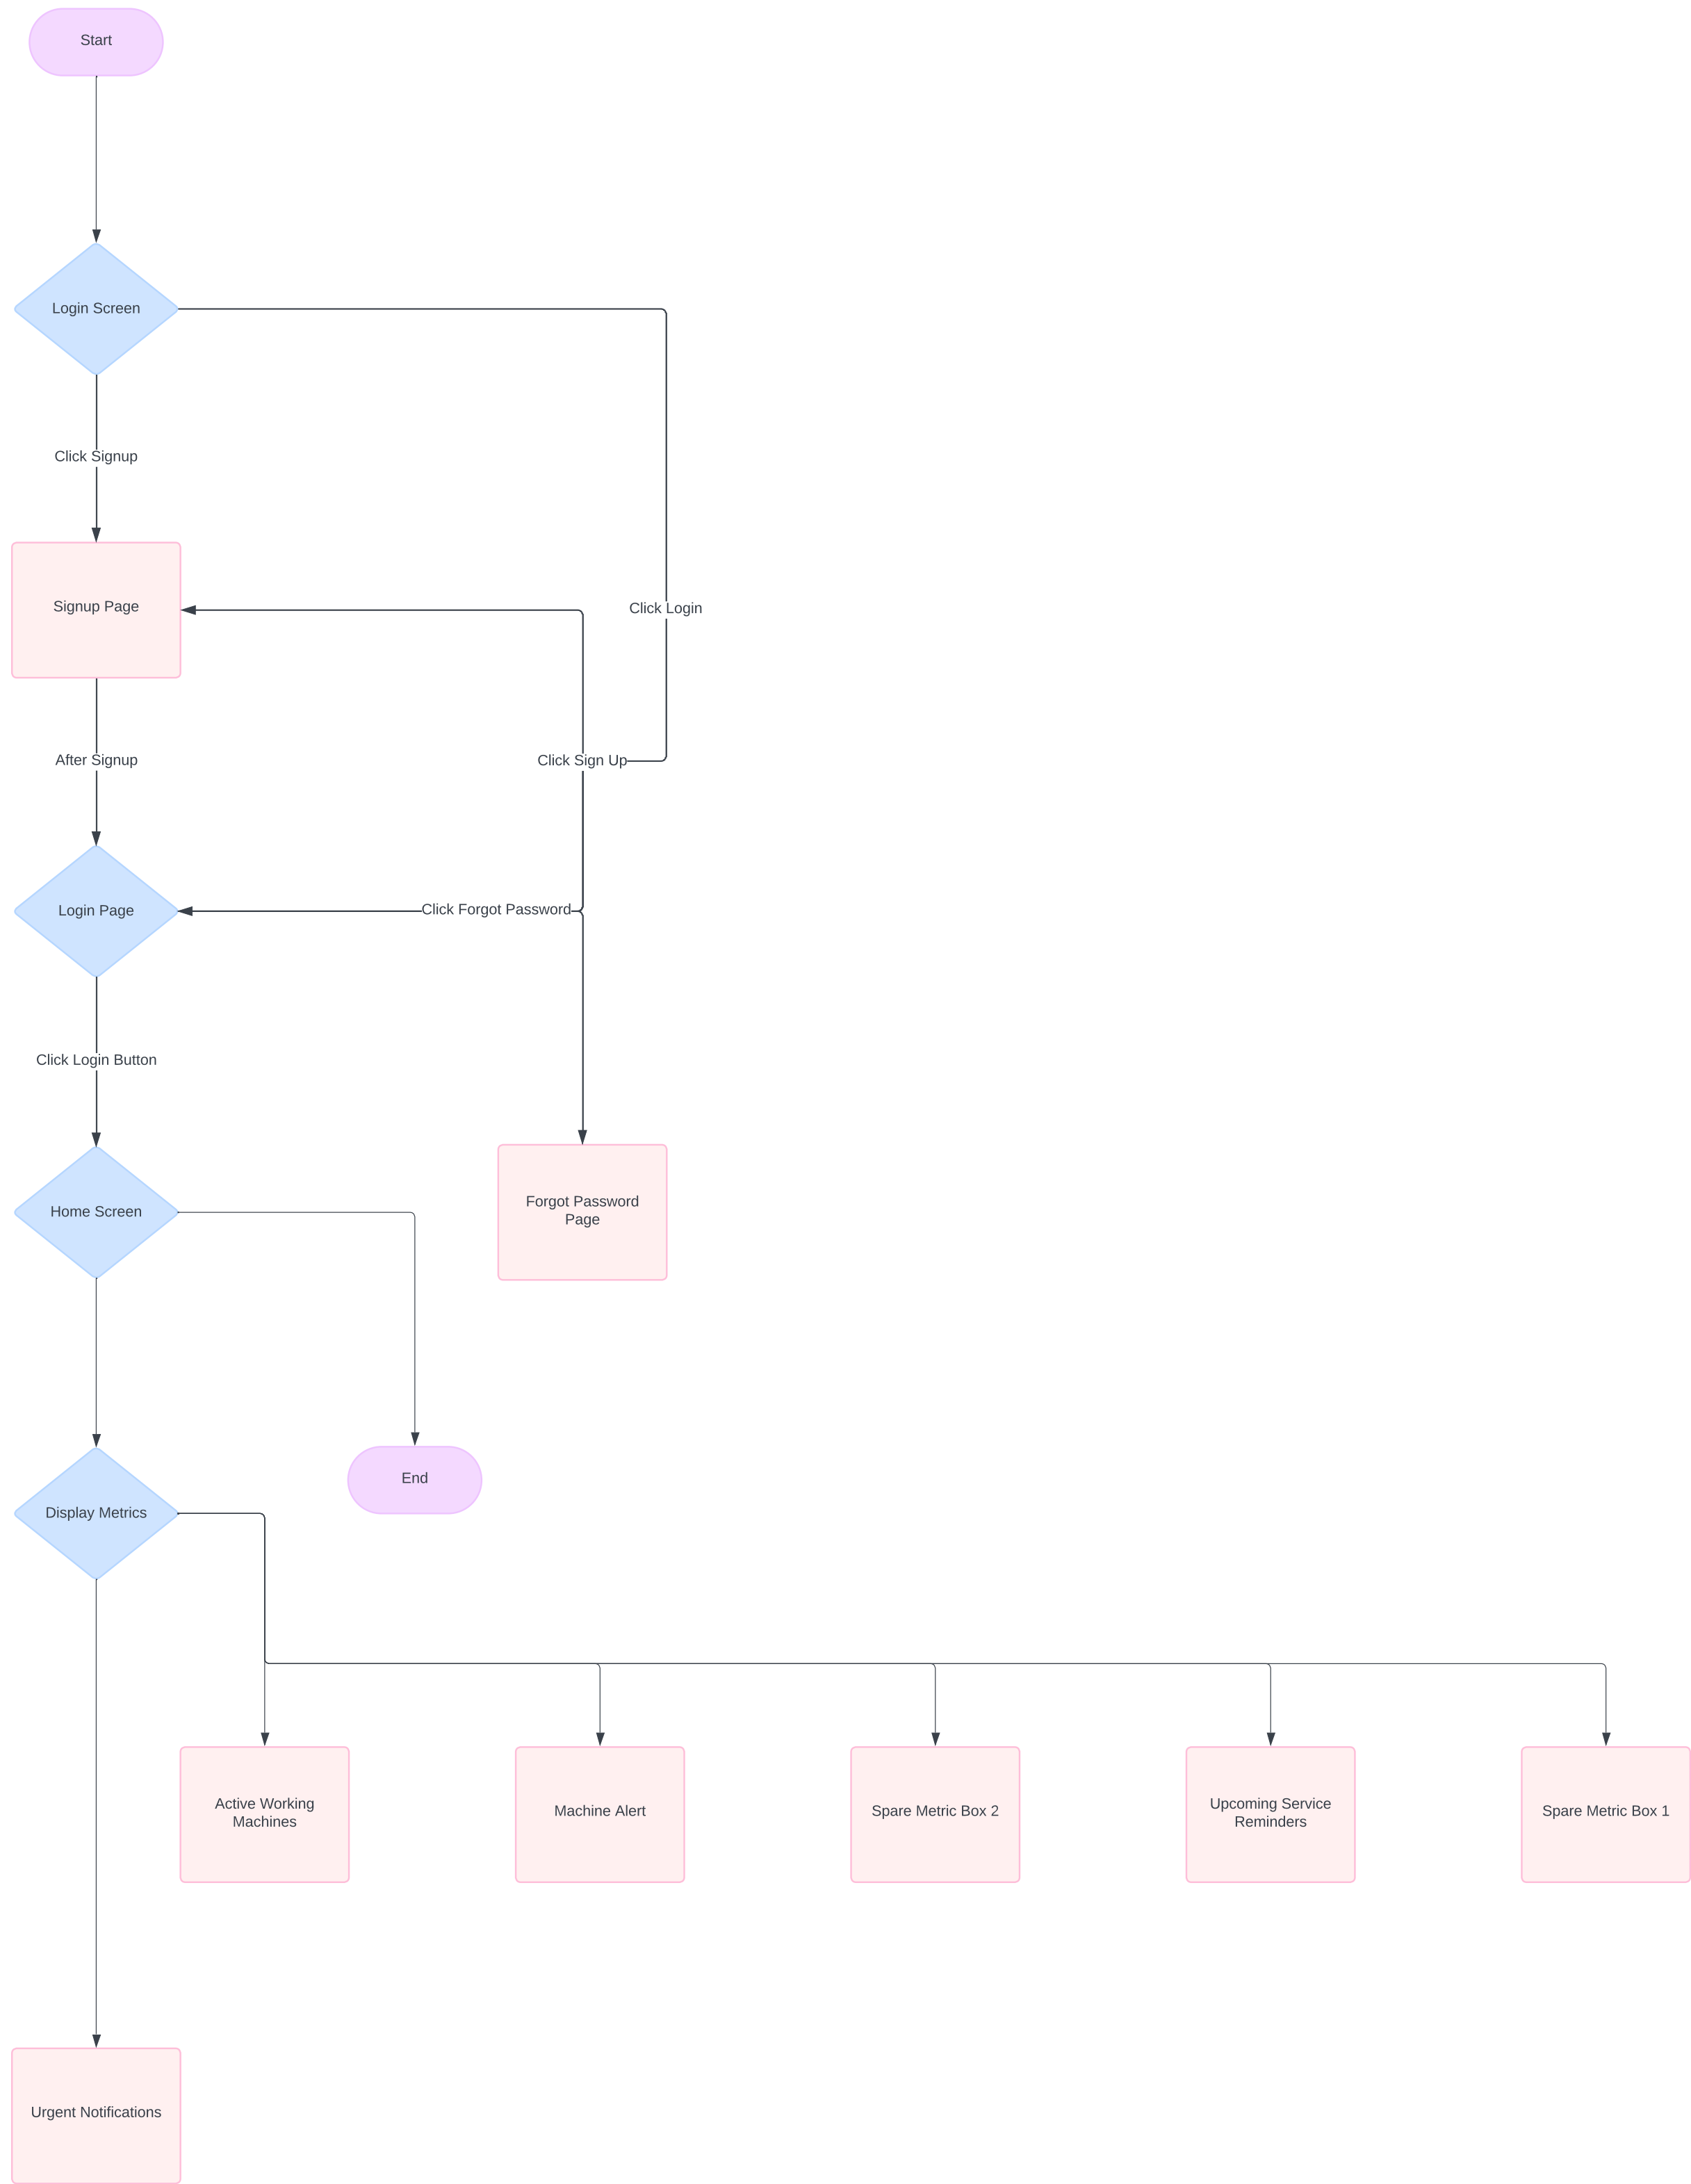 Start
Login Screen
Click Signup
Signup Page
Click Login
After Signup
Click Sign Up
Login Page
Click Forgot Password
Click Login Button
Home Screen
Forgot Password
Page
End
Display Metrics
Active Working
Machines
Machine Alert
Spare Metric Box 2
Upcoming Service
Reminders
Spare Metric Box 1
Urgent Notifications